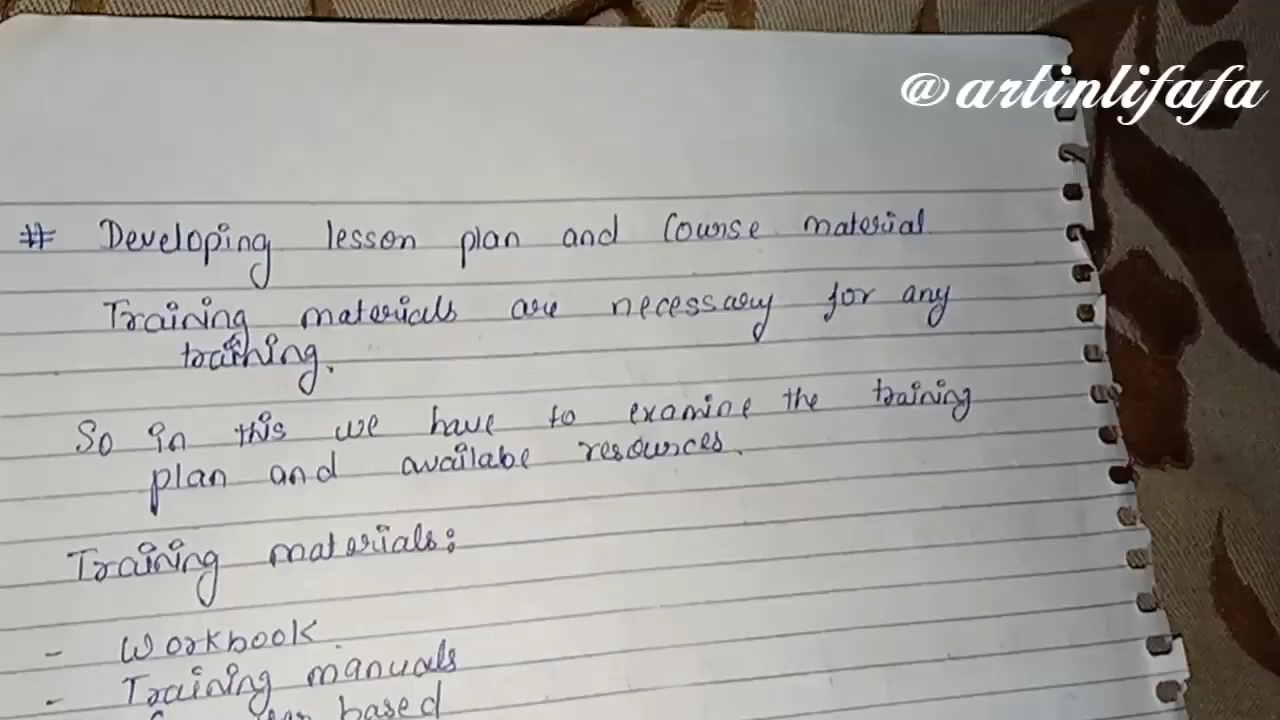 @artinlifafa
# Developing lesson plan and Course material
Training materials are necessary for any
training.
So in this we have to examine the training
plan and availabe resources.
Training materials:
- Workbook
- Training manuals
based